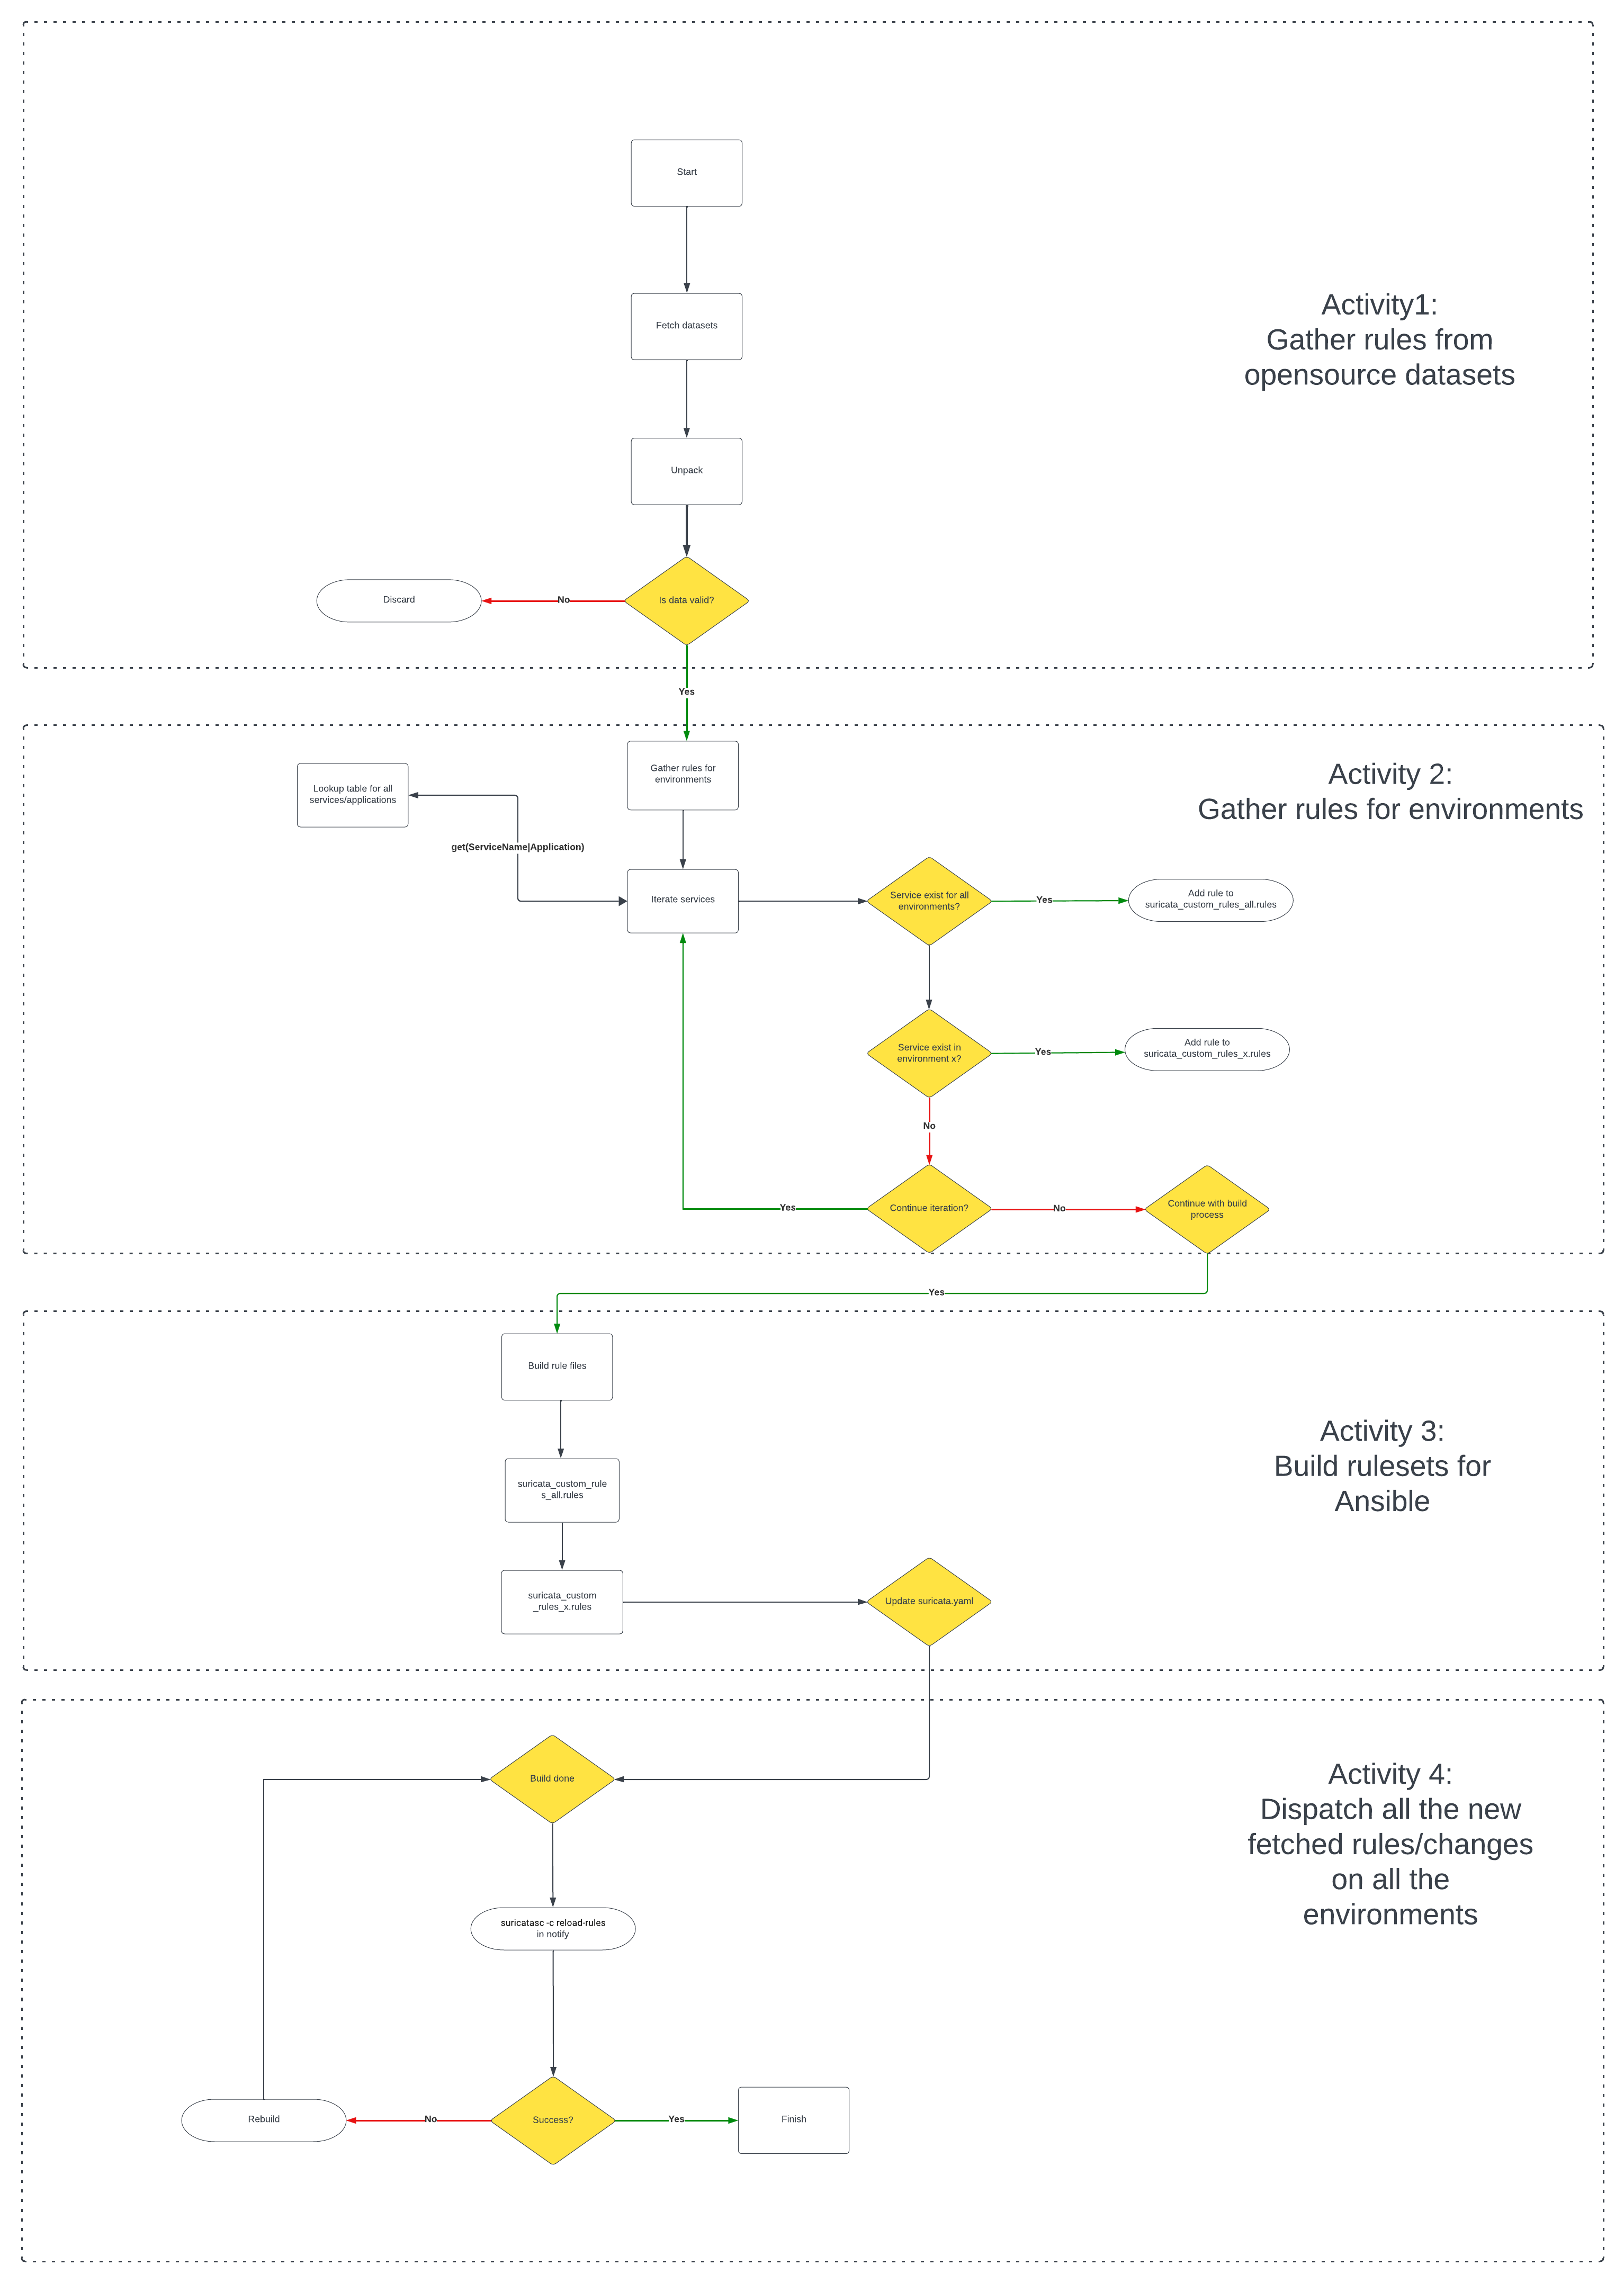 Start
Fetch datasets
Activity1:
Gather rules from
opensource datasets
Unpack
Discard
No
Is data valid?
Yes
Gather rules for
environments
Activity 2:
Gather rules for environments
Lookup table for all
services/applications
get(ServiceName|Application)
Iterate services
Service exist for all
environments?
Yes
Add rule to
suricata_custom_rules_all.rules
Service exist in
environment x?
Yes
Add rule to
suricata_custom_rules_x.rules
No
Yes
Continue iteration?
No
Continue with build
process
Yes
Build rule files
Activity 3:
Build rulesets for
Ansible
suricata_custom_rule
s_all.rules
suricata_custom
_rules_x.rules
Update suricata.yaml
Build done
Activity 4:
Dispatch all the new
fetched rules/changes
on all the
environments
suricatasc -c reload-rules
in notify
Rebuild
No
Success?
Yes
Finish